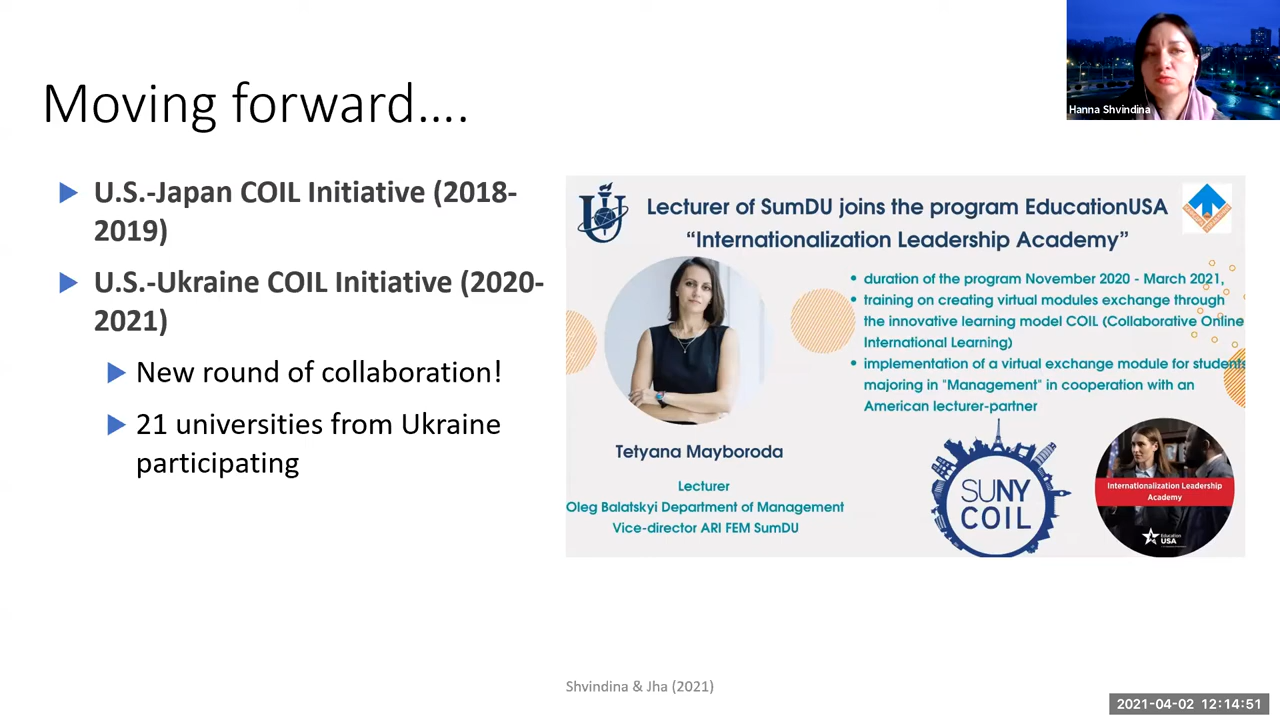 Moving forward....
Hanna Shvindina
U.S.-Japan COIL Initiative (2018-
2019)
U.S.-Ukraine COIL Initiative (2020-
2021)
New round of collaboration!
21 universities from Ukraine
participating
Lecturer of SumDU joins the program EducationUSA
“Internationalization Leadership Academy”
duration of the program November 2020 - March 2021,
training on creating virtual modules exchange through
the innovative learning model COIL (Collaborative Online
International Learning)
implementation of a virtual exchange module for students
majoring in "Management" in cooperation with an
American lecturer-partner
Tetyana Mayboroda
Lecturer
Oleg Balatskyi Department of Management
Vice-director ARI FEM SumDU
SUNY
COIL
Internationalization Leadership
Academy
Education
USA
Shvindina & Jha (2021)
2021-04-02 12:14:51